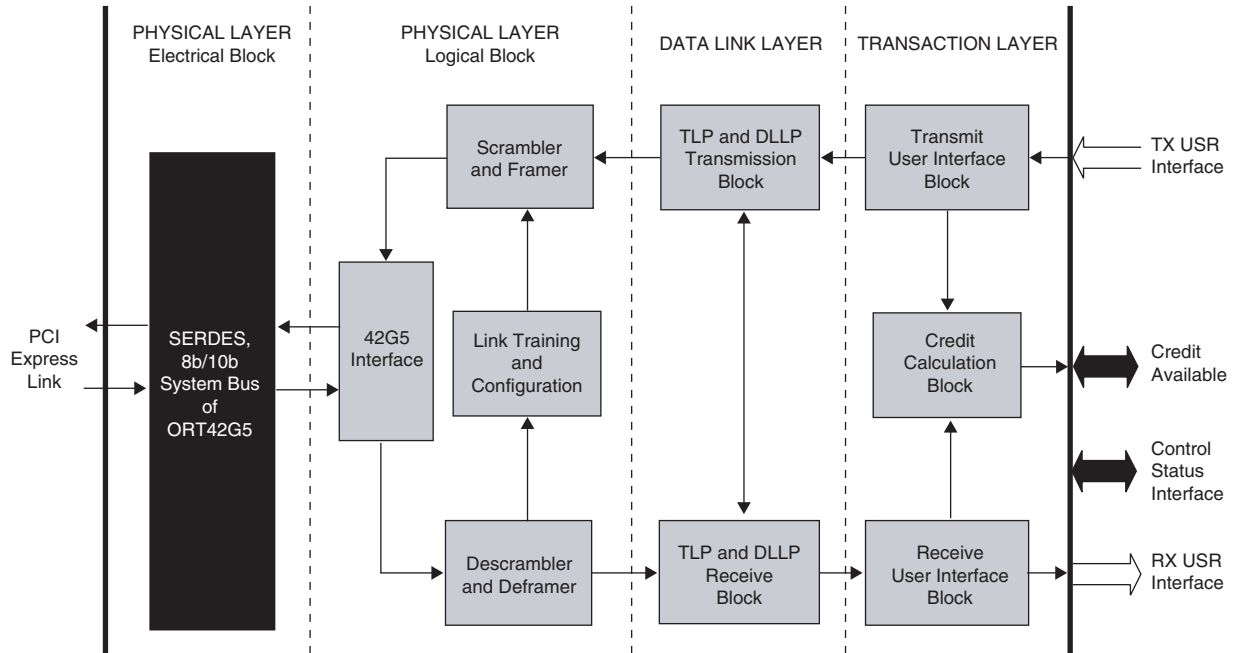 PHYSICAL LAYER
Electrical Block
PHYSICAL LAYER
Logical Block
DATA LINK LAYER
TRANSACTION LAYER
Scrambler
and Framer
TLP and DLLP
Transmission
Block
Transmit
User Interface
Block
TX USR
Interface
PCI
Express
Link
SERDES,
8b/10b
System Bus
of
ORT42G5
42G5
Interface
Link Training
and
Configuration
Credit
Calculation
Block
Credit
Available
Control
Status
Interface
Descrambler
and Deframer
TLP and DLLP
Receive
Block
Receive
User Interface
Block
RX USR
Interface